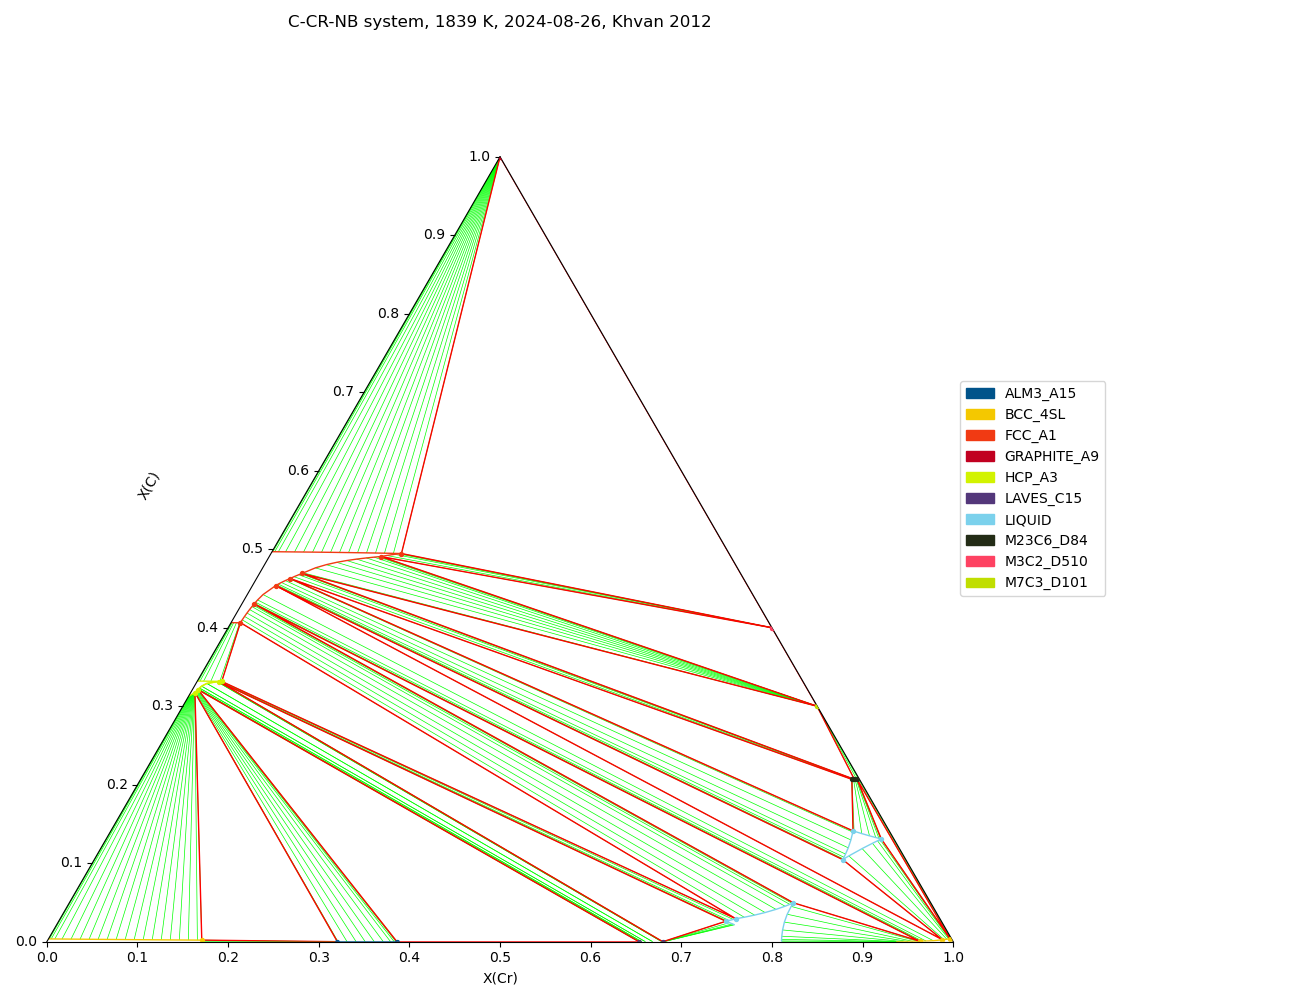 C-CR-NB system, 1839 K, 2024-08-26, Khvan 2012
1.0
0.9
0.8
0.7
0.6
0.5
0.4
0.3
0.2
0.1
0.0
X(C)
0.0 0.1 0.2 0.3 0.4 0.5 0.6 0.7 0.8 0.9 1.0
X(Cr)
ALM3_A15
BCC_4SL
FCC_A1
GRAPHITE_A9
HCP_A3
LAVES_C15
LIQUID
M23C6_D84
M3C2_D510
M7C3_D101